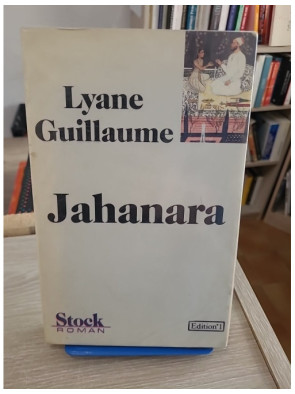 Lyane
Guillaume
Jahanara
Stock
ROMAN
Edition°1